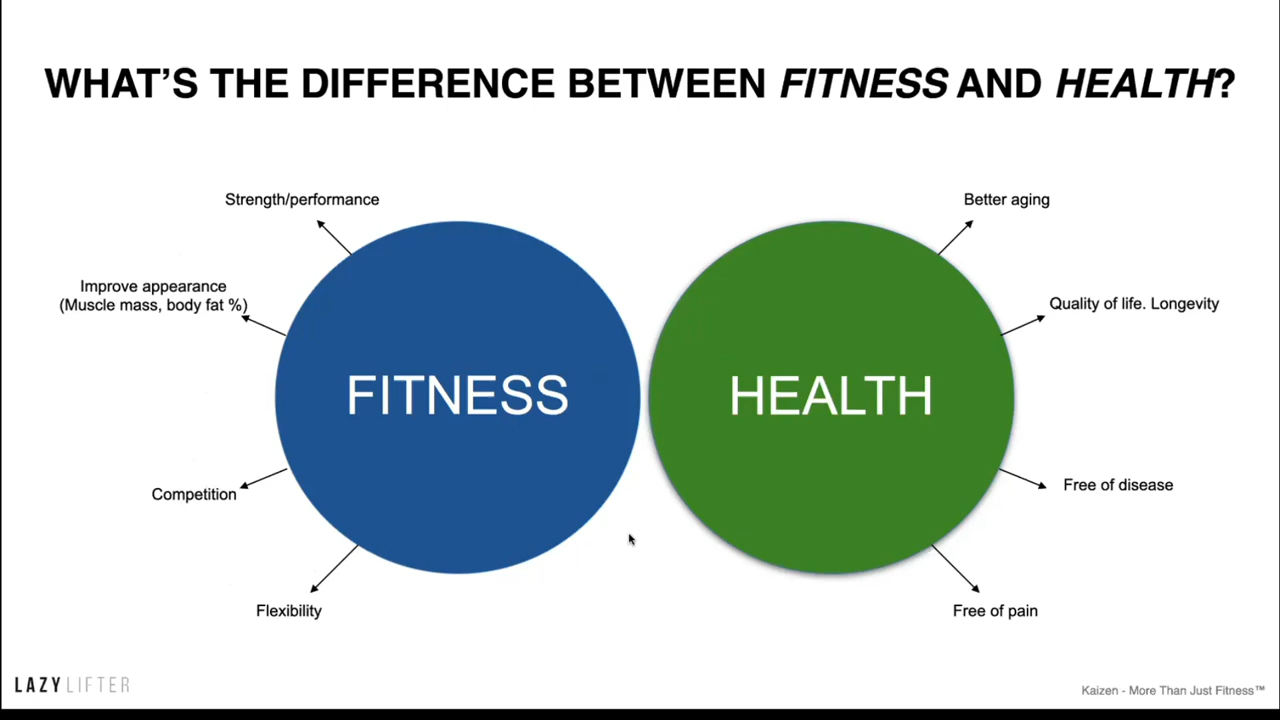 WHAT'S THE DIFFERENCE BETWEEN FITNESS AND HEALTH?
Strength/performance
Improve appearance
(Muscle mass, body fat %)
FITNESS
Competition
Flexibility
Better aging
Quality of life. Longevity
HEALTH
Free of disease
Free of pain
LAZYLIFTER
Kaizen - More Than Just Fitness™